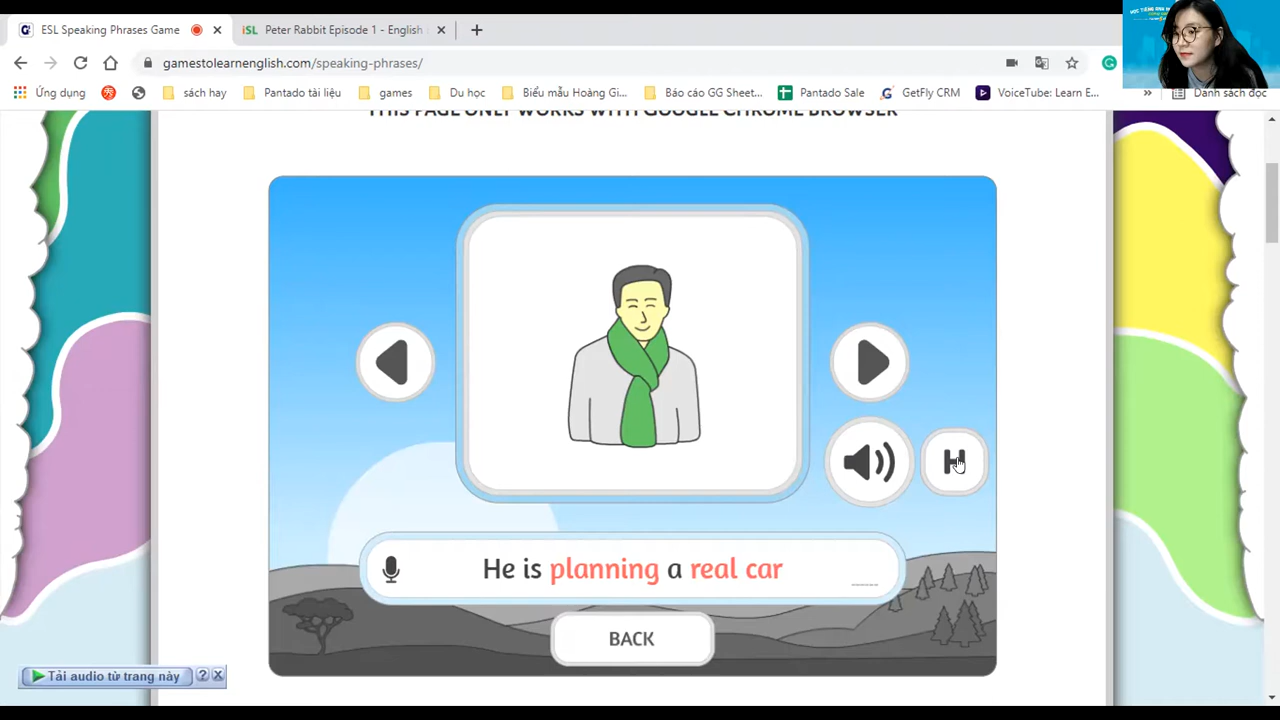 ESL Speaking Phrases Game
iSL Peter Rabbit Episode 1 - English
gamestolearnenglish.com/speaking-phrases/
Ứng dụng sách hay Pantado tài liệu games Du học Biểu mẫu Hoàng Gi... Báo cáo GG Sheet... Pantado Sale GetFly CRM VoiceTube: Learn E... » Danh sách đọc
THIS PAGE ONLY WORKS WITH GOOGLE CHROME BROWSER
H
He is planning a real car ____
BACK
Tải audio từ trang này ? X